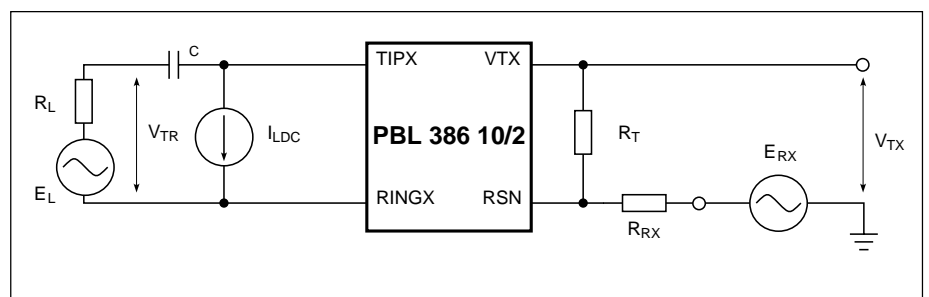 C
TIPX VTX
R_L
V_TR
I_LDC
PBL 386 10/2
R_T
E_RX
V_TX
E_L
RINGX RSN
R_RX